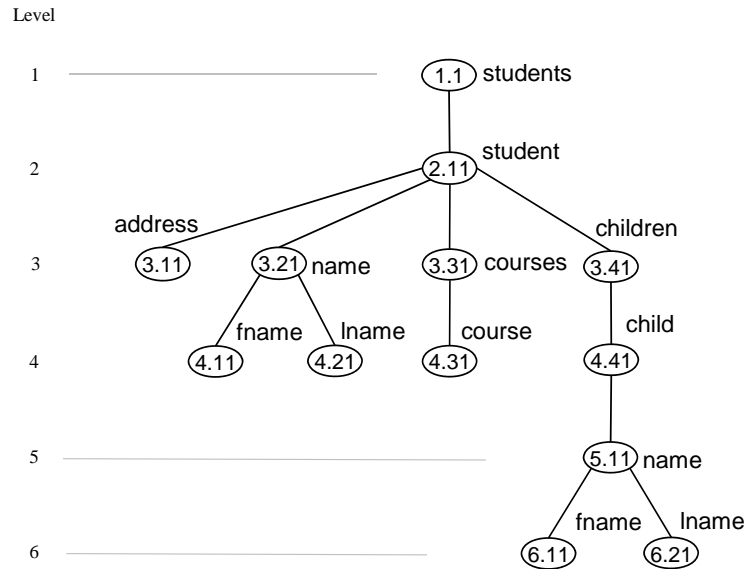 Level
1 1.1 students
2 2.11 student
address children
3 3.11 3.21 name 3.31 courses 3.41
fname lname course child
4 4.11 4.21 4.31 4.41
5 5.11 name
fname lname
6 6.11 6.21